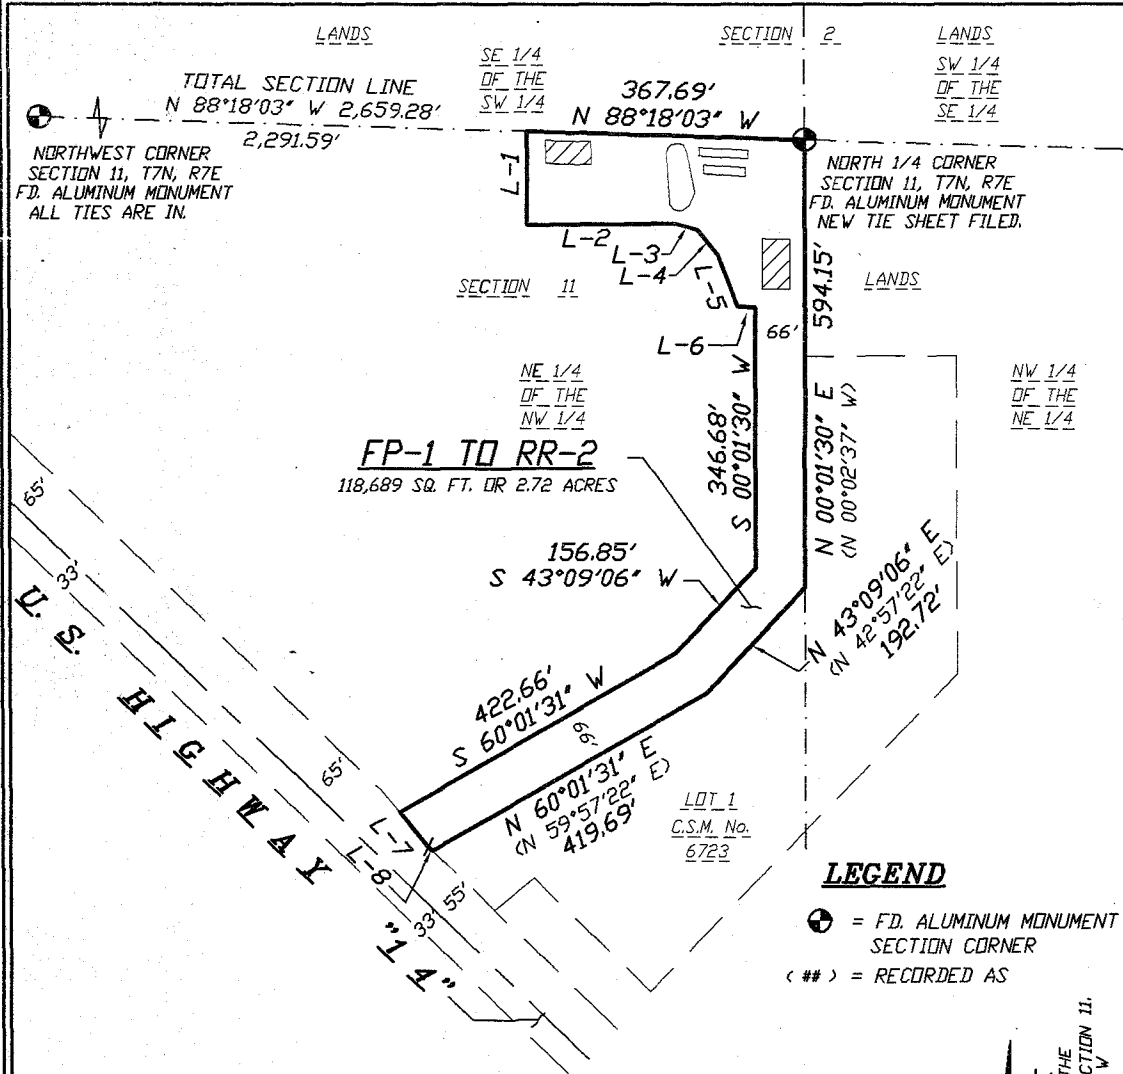 LANDS
SECTION 2
LANDS
SE 1/4
OF THE
SW 1/4
SW 1/4
OF THE
SE 1/4
TOTAL SECTION LINE
N 88°18'03" W 2,659.28'
2,291.59'
367.69'
N 88°18'03" W
NORTHWEST CORNER
SECTION 11, T7N, R7E
FD. ALUMINUM MONUMENT
ALL TIES ARE IN.
NORTH 1/4 CORNER
SECTION 11, T7N, R7E
FD. ALUMINUM MONUMENT
NEW TIE SHEET FILED.
L-1
L-2
L-3
L-4
L-5
L-6
SECTION 11
LANDS
594.15'
66'
NE 1/4
OF THE
NW 1/4
NW 1/4
OF THE
NE 1/4
346.68'
S 00°01'30" W
N 00°01'30" E
(N 00°02'37" W)
FP-1 TO RR-2
118,689 SQ. FT. OR 2.72 ACRES
156.85'
S 43°09'06" W
N 43°09'06" E
(N 42°57'22" E)
192.72'
65'
33'
422.66'
S 60°01'31" W
66'
N 60°01'31" E
(N 59°57'22" E)
419.69'
65'
L-7
L-8
33'
55'
U. S. HIGHWAY "14"
LOT 1
C.S.M. No.
6723
LEGEND
= FD. ALUMINUM MONUMENT
SECTION CORNER
(##) = RECORDED AS
THE
CTION 11.
W